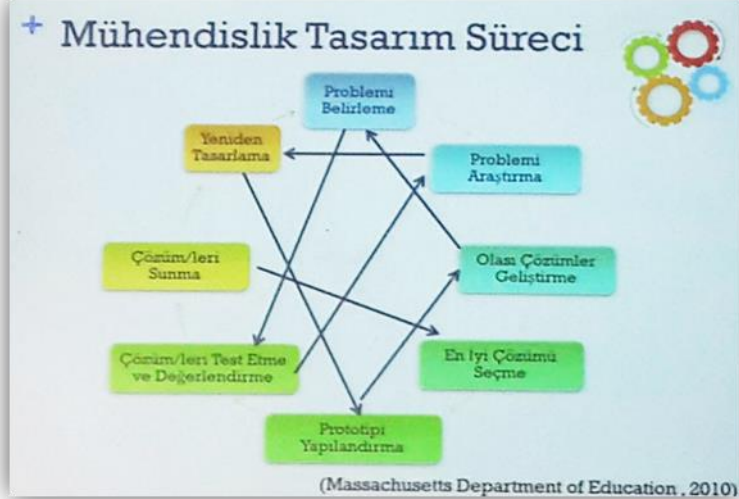 + Mühendislik Tasarım Süreci
Problemi
Belirleme
Yeniden
Tasarlama
Problemi
Araştırma
Çözüm/leri
Sunma
Olası Çözümler
Geliştirme
Çözüm/leri Test Etme
ve Değerlendirme
En İyi Çözümü
Seçme
Prototipi
Yapılandırma
(Massachusetts Department of Education , 2010)